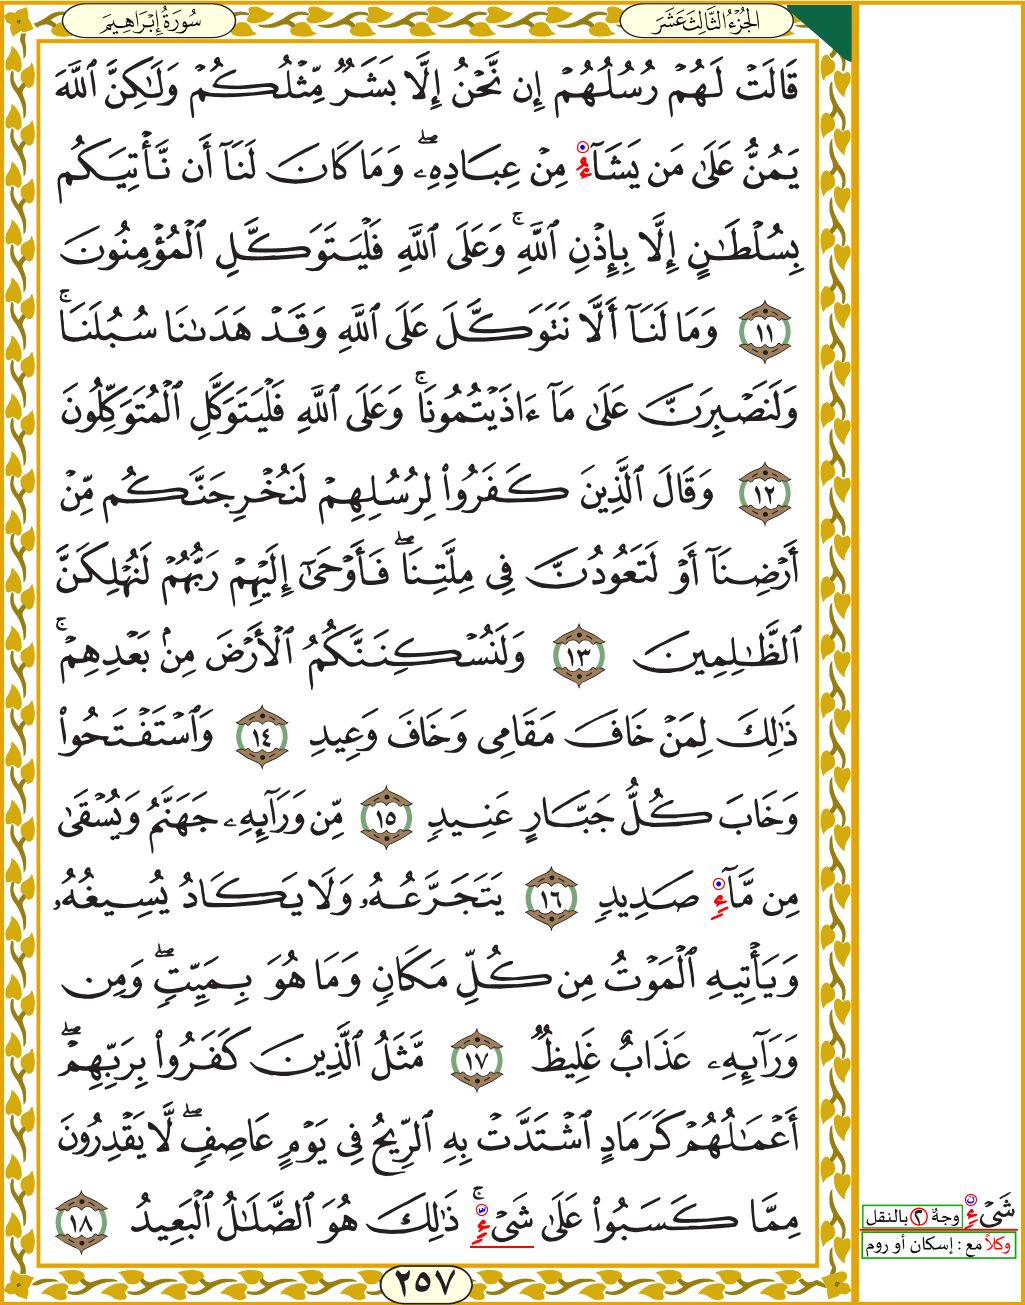 سُورَةُ إِبْرَاهِيمَ
الجُزْءُ الثَّالِثَ عَشَرَ
قَالَتْ لَهُمْ رُسُلُهُمْ إِن نَّحْنُ إِلَّا بَشَرٌ مِّثْلُكُمْ وَلَٰكِنَّ ٱللَّهَ
يَمُنُّ عَلَىٰ مَن يَشَآءُ مِنْ عِبَادِهِۦ ۖ وَمَا كَانَ لَنَآ أَن نَّأْتِيَكُم
بِسُلْطَٰنٍ إِلَّا بِإِذْنِ ٱللَّهِ ۚ وَعَلَى ٱللَّهِ فَلْيَتَوَكَّلِ ٱلْمُؤْمِنُونَ
١١ وَمَا لَنَآ أَلَّا نَتَوَكَّلَ عَلَى ٱللَّهِ وَقَدْ هَدَىٰنَا سُبُلَنَا ۚ
وَلَنَصْبِرَنَّ عَلَىٰ مَآ ءَاذَيْتُمُونَا ۚ وَعَلَى ٱللَّهِ فَلْيَتَوَكَّلِ ٱلْمُتَوَكِّلُونَ
١٢ وَقَالَ ٱلَّذِينَ كَفَرُوا۟ لِرُسُلِهِمْ لَنُخْرِجَنَّكُم مِّنْ
أَرْضِنَآ أَوْ لَتَعُودُنَّ فِى مِلَّتِنَا ۖ فَأَوْحَىٰٓ إِلَيْهِمْ رَبُّهُمْ لَنُهْلِكَنَّ
ٱلظَّٰلِمِينَ ١٣ وَلَنُسْكِنَنَّكُمُ ٱلْأَرْضَ مِنۢ بَعْدِهِمْ ۚ
ذَٰلِكَ لِمَنْ خَافَ مَقَامِى وَخَافَ وَعِيدِ ١٤ وَٱسْتَفْتَحُوا۟
وَخَابَ كُلُّ جَبَّارٍ عَنِيدٍ ١٥ مِّن وَرَآئِهِۦ جَهَنَّمُ وَيُسْقَىٰ
مِن مَّآءٍ صَدِيدٍ ١٦ يَتَجَرَّعُهُۥ وَلَا يَكَادُ يُسِيغُهُۥ
وَيَأْتِيهِ ٱلْمَوْتُ مِن كُلِّ مَكَانٍ وَمَا هُوَ بِمَيِّتٍ ۖ وَمِن
وَرَآئِهِۦ عَذَابٌ غَلِيظٌ ١٧ مَّثَلُ ٱلَّذِينَ كَفَرُوا۟ بِرَبِّهِمْ ۖ
أَعْمَٰلُهُمْ كَرَمَادٍ ٱشْتَدَّتْ بِهِ ٱلرِّيحُ فِى يَوْمٍ عَاصِفٍ ۖ لَّا يَقْدِرُونَ
مِمَّا كَسَبُوا۟ عَلَىٰ شَىْءٍ ۚ ذَٰلِكَ هُوَ ٱلضَّلَٰلُ ٱلْبَعِيدُ ١٨
شَىْءٍ وجهٌ ٢ بالنقل
وكلاً مع : إسكان أو روم
٢٥٧